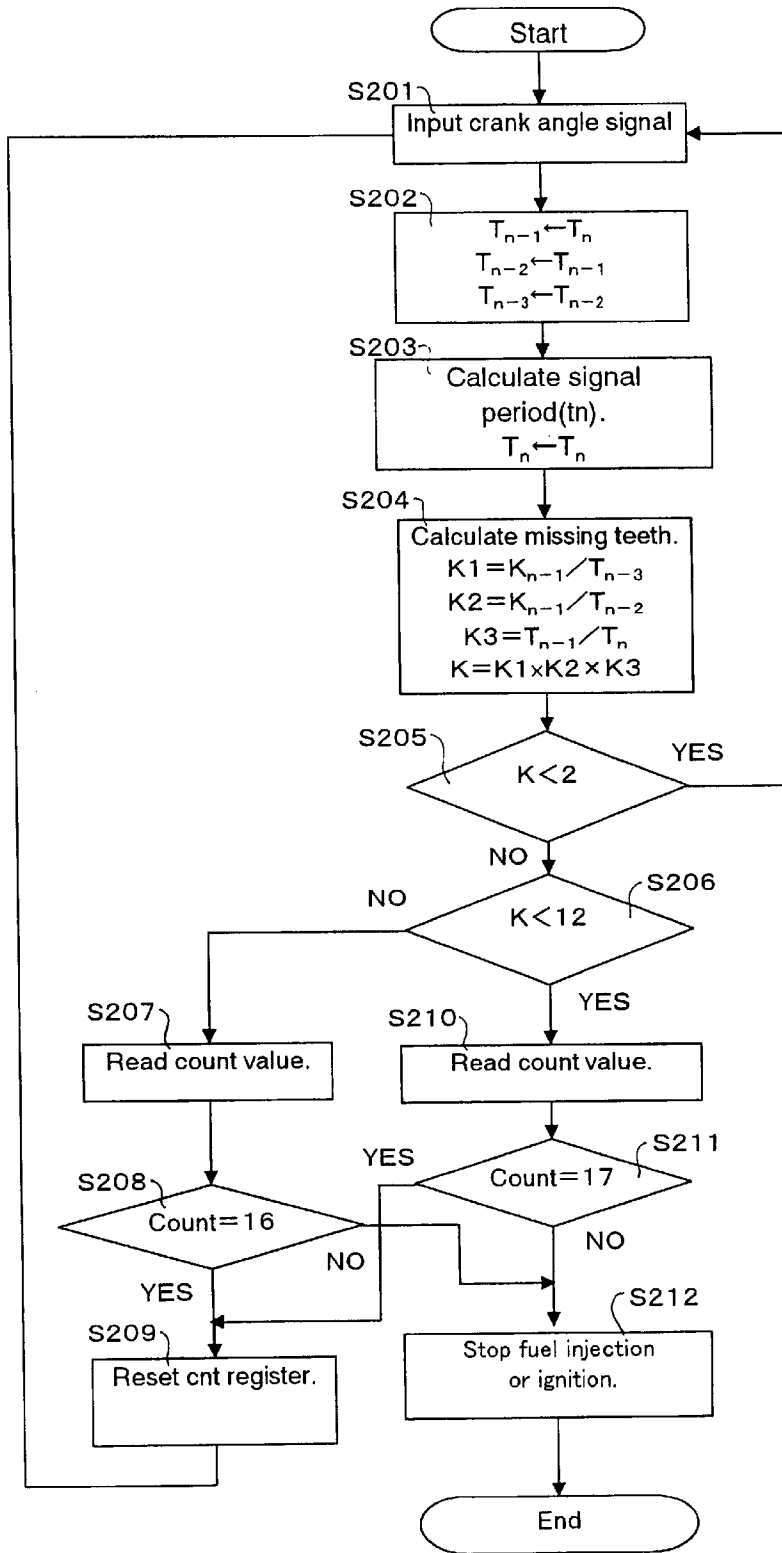 Start
S201
Input crank angle signal
S202
Tn−1←Tn
Tn−2←Tn−1
Tn−3←Tn−2
S203
Calculate signal
period(tn).
Tn←Tn
S204
Calculate missing teeth.
K1=Kn−1/Tn−3
K2=Kn−1/Tn−2
K3=Tn−1/Tn
K=K1×K2×K3
S205
K<2
YES
NO
S206
K<12
NO
YES
S207
Read count value.
S210
Read count value.
S211
Count=17
YES
NO
S208
Count=16
NO
YES
S209
Reset cnt register.
S212
Stop fuel injection
or ignition.
End